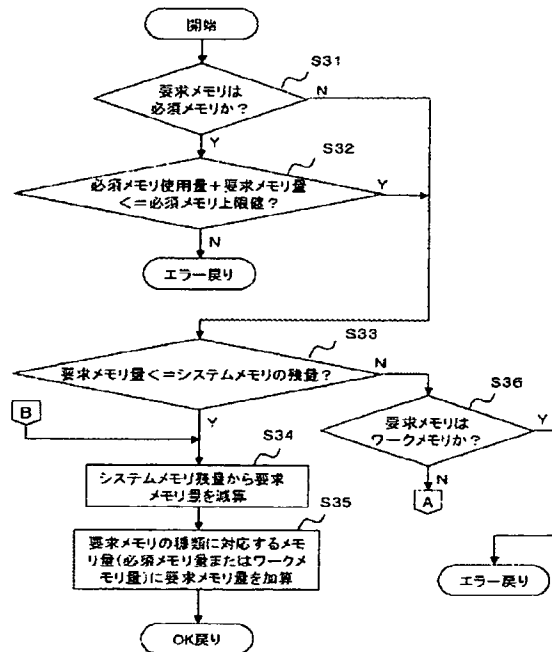 開始
S31
要求メモリは
必須メモリか？
N
Y
S32
必須メモリ使用量＋要求メモリ量
＜＝必須メモリ上限値？
Y
N
エラー戻り
S33
要求メモリ量＜＝システムメモリの残量？
N
S36
B
Y
要求メモリは
ワークメモリか？
Y
N
A
S34
システムメモリ残量から要求
メモリ量を減算
S35
要求メモリの種類に対応するメモ
リ量(必須メモリ量またはワークメ
モリ量)に要求メモリ量を加算
エラー戻り
OK戻り